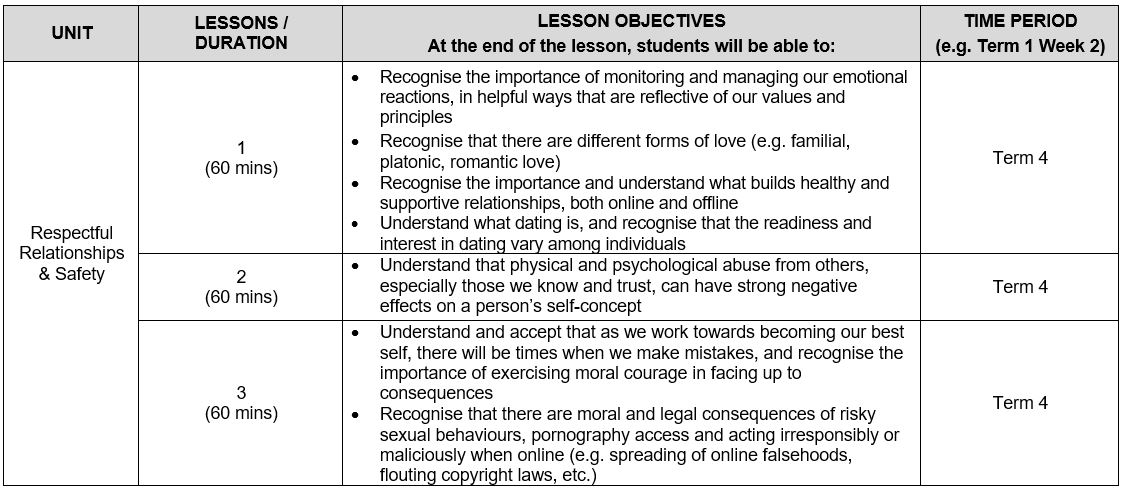 UNIT
LESSONS /
DURATION
LESSON OBJECTIVES
At the end of the lesson, students will be able to:
TIME PERIOD
(e.g. Term 1 Week 2)
Respectful
Relationships
& Safety
1
(60 mins)
• Recognise the importance of monitoring and managing our emotional
reactions, in helpful ways that are reflective of our values and
principles
• Recognise that there are different forms of love (e.g. familial,
platonic, romantic love)
• Recognise the importance and understand what builds healthy and
supportive relationships, both online and offline
• Understand what dating is, and recognise that the readiness and
interest in dating vary among individuals
Term 4
2
(60 mins)
• Understand that physical and psychological abuse from others,
especially those we know and trust, can have strong negative
effects on a person’s self-concept
Term 4
3
(60 mins)
• Understand and accept that as we work towards becoming our best
self, there will be times when we make mistakes, and recognise the
importance of exercising moral courage in facing up to
consequences
• Recognise that there are moral and legal consequences of risky
sexual behaviours, pornography access and acting irresponsibly or
maliciously when online (e.g. spreading of online falsehoods,
flouting copyright laws, etc.)
Term 4